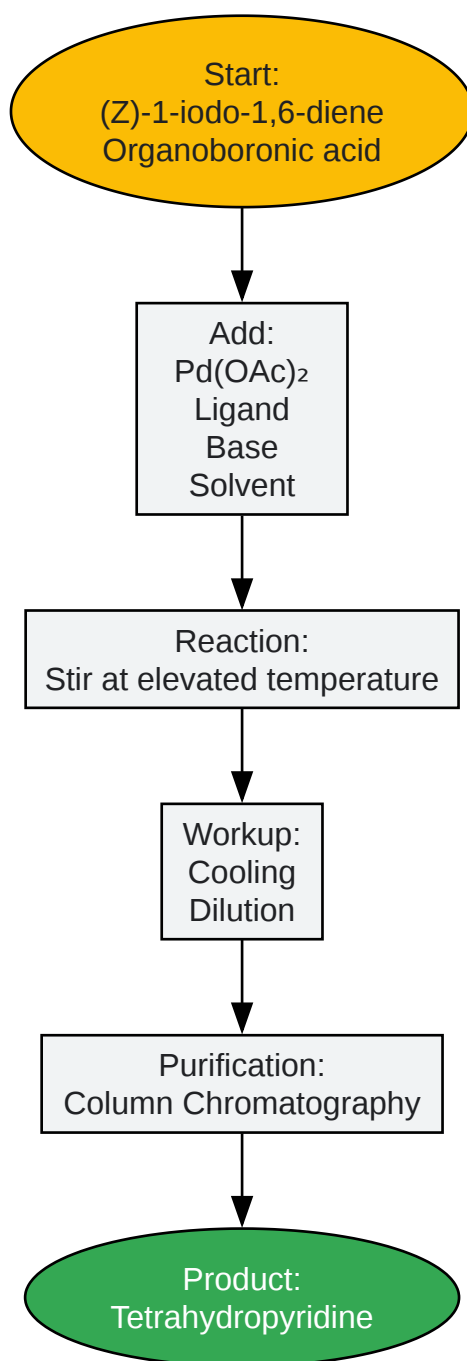 Start:
(Z)-1-iodo-1,6-diene
Organoboronic acid
Add:
Pd(OAc)₂
Ligand
Base
Solvent
Reaction:
Stir at elevated temperature
Workup:
Cooling
Dilution
Purification:
Column Chromatography
Product:
Tetrahydropyridine